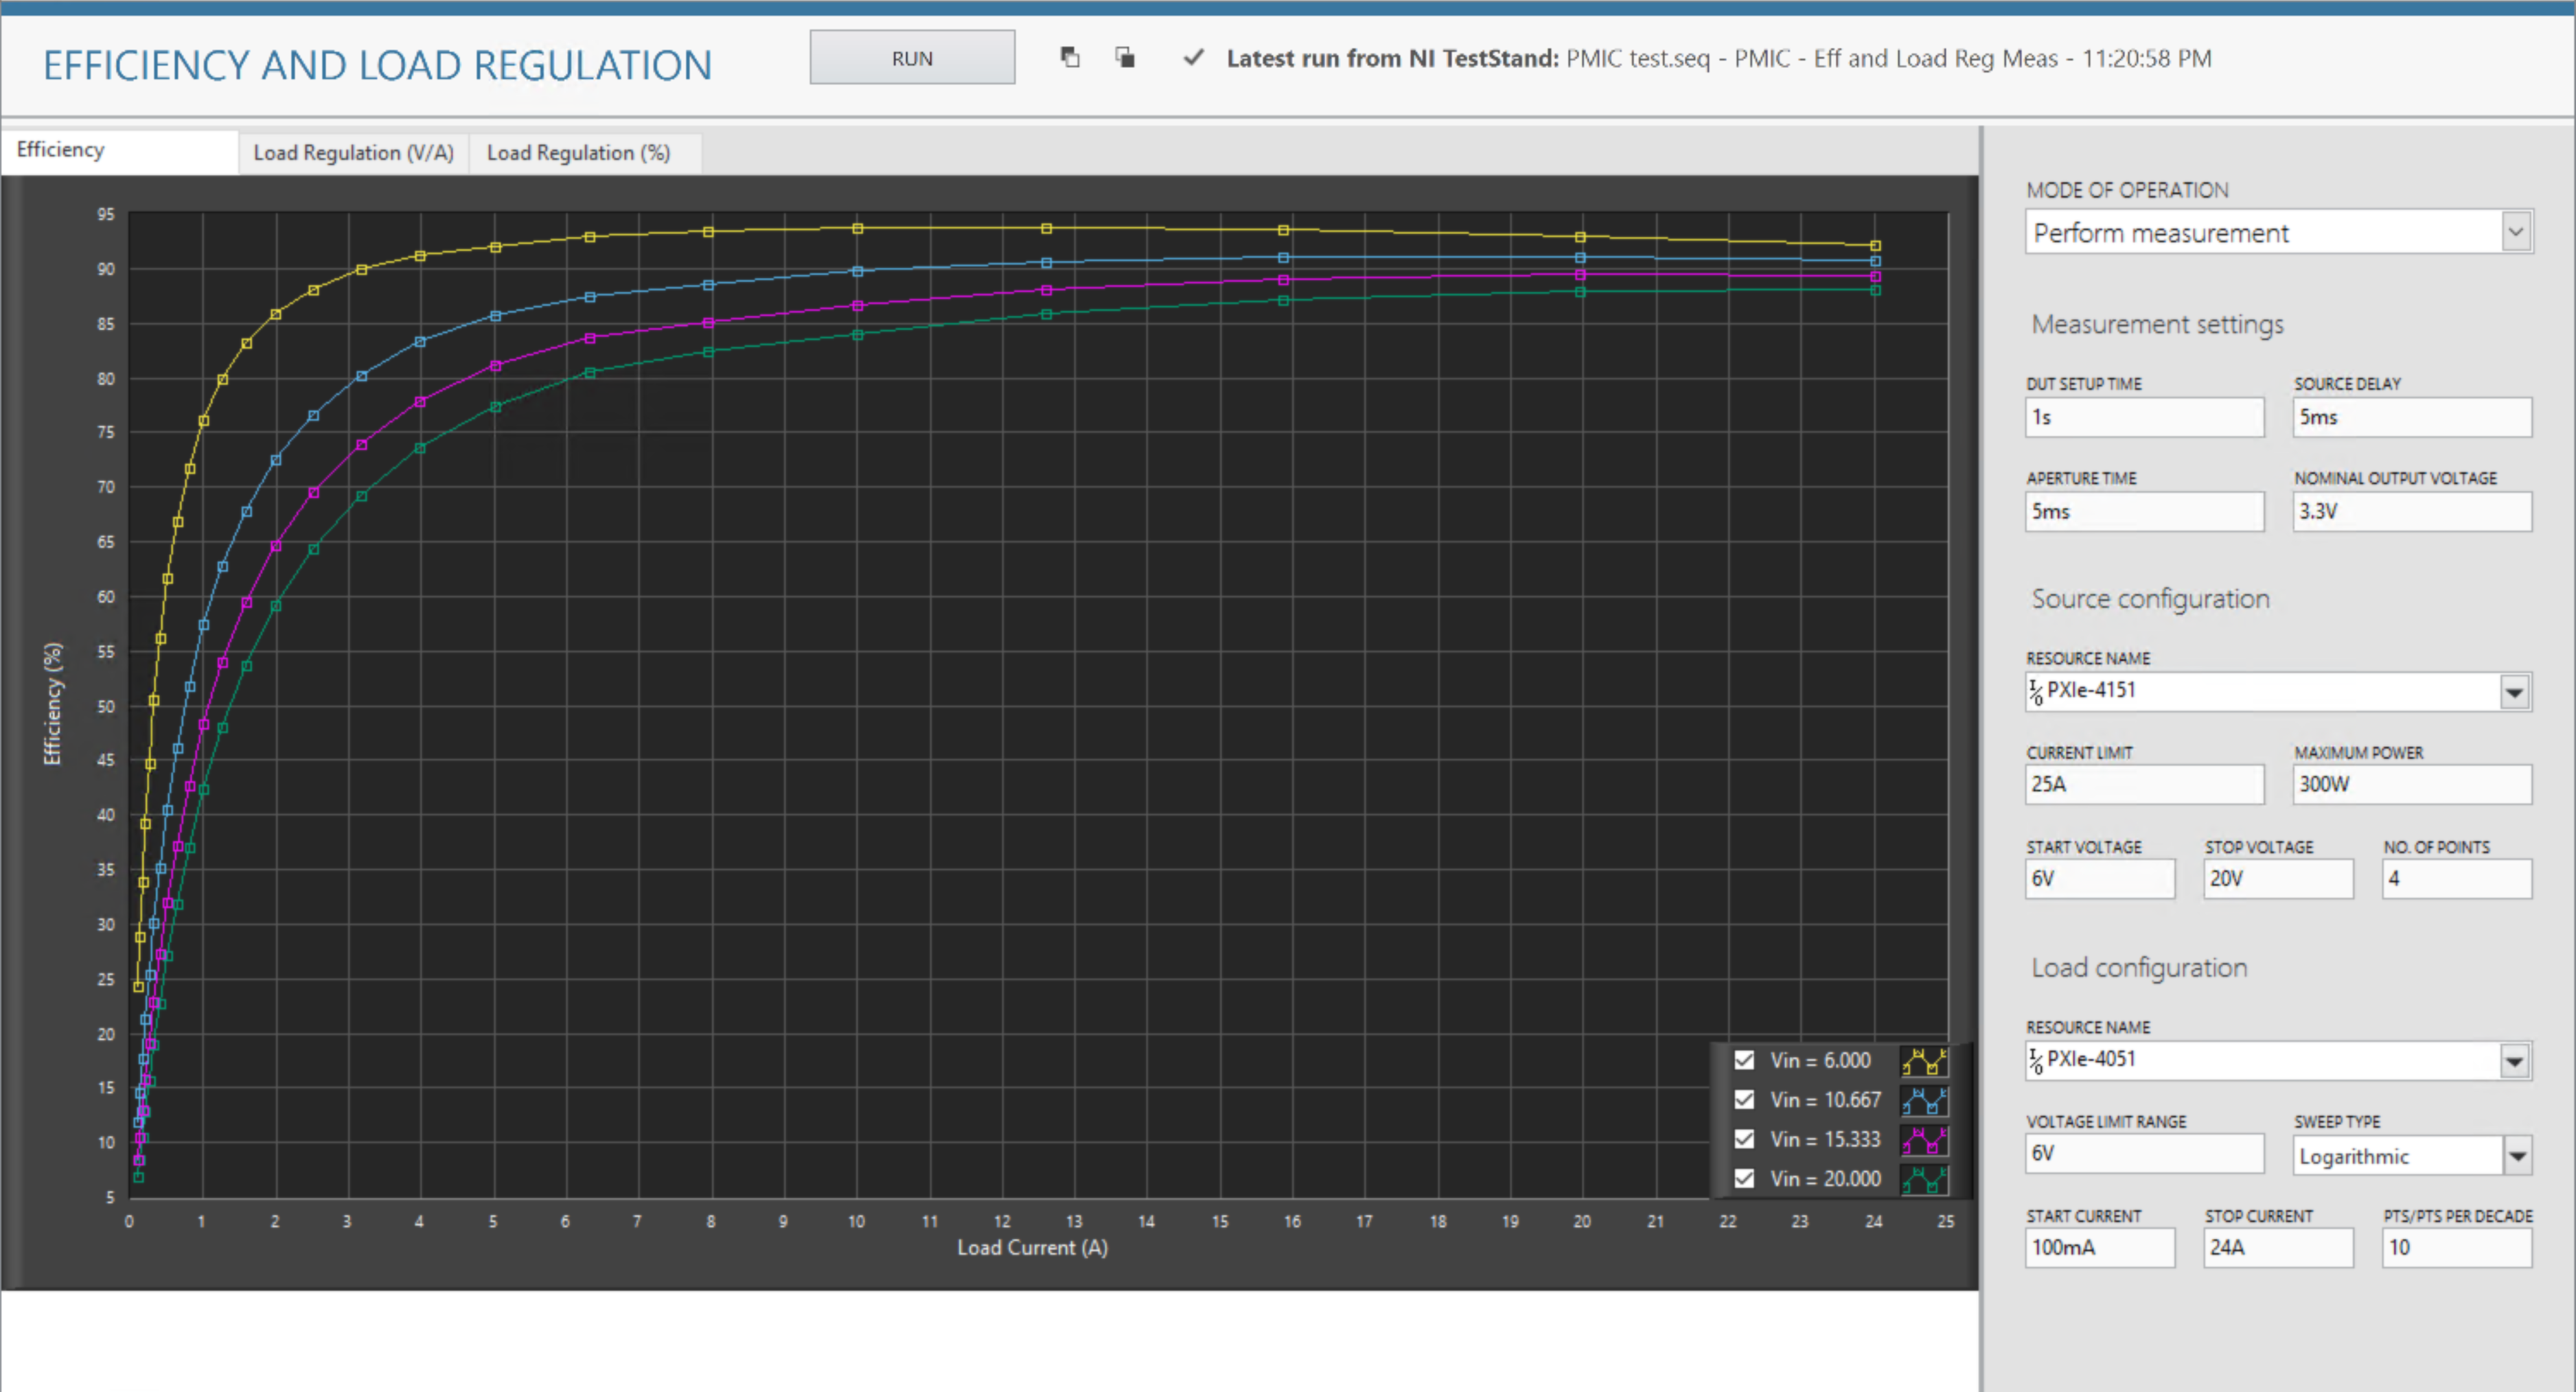 EFFICIENCY AND LOAD REGULATION
RUN
Latest run from NI TestStand: PMIC test.seq - PMIC - Eff and Load Reg Meas - 11:20:58 PM
Efficiency
Load Regulation (V/A)
Load Regulation (%)
95
90
85
80
75
70
65
60
55
50
45
40
35
30
25
20
15
10
5
Efficiency (%)
0 1 2 3 4 5 6 7 8 9 10 11 12 13 14 15 16 17 18 19 20 21 22 23 24 25
Load Current (A)
Vin = 6.000
Vin = 10.667
Vin = 15.333
Vin = 20.000
MODE OF OPERATION
Perform measurement
Measurement settings
DUT SETUP TIME SOURCE DELAY
1s 5ms
APERTURE TIME NOMINAL OUTPUT VOLTAGE
5ms 3.3V
Source configuration
RESOURCE NAME
I/O PXIe-4151
CURRENT LIMIT MAXIMUM POWER
25A 300W
START VOLTAGE STOP VOLTAGE NO. OF POINTS
6V 20V 4
Load configuration
RESOURCE NAME
I/O PXIe-4051
VOLTAGE LIMIT RANGE SWEEP TYPE
6V Logarithmic
START CURRENT STOP CURRENT PTS/PTS PER DECADE
100mA 24A 10